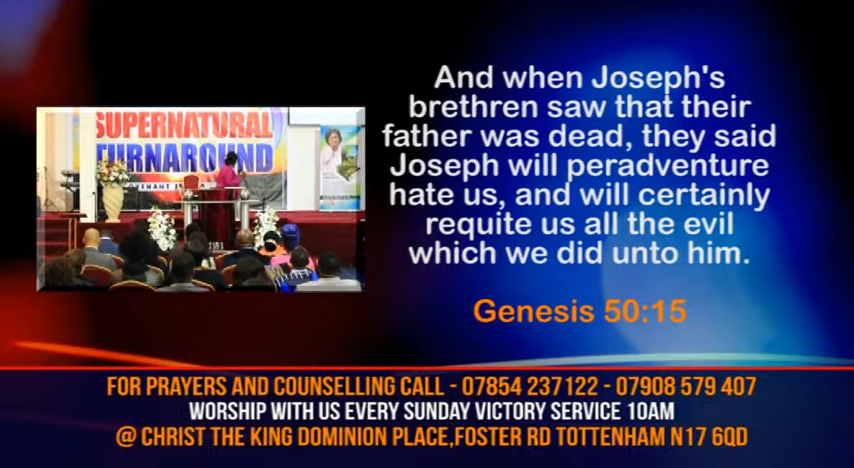 SUPERNATURAL
TURNAROUND
And when Joseph's
brethren saw that their
father was dead, they said
Joseph will peradventure
hate us, and will certainly
requite us all the evil
which we did unto him.
Genesis 50:15
FOR PRAYERS AND COUNSELLING CALL - 07854 237122 - 07908 579 407
WORSHIP WITH US EVERY SUNDAY VICTORY SERVICE 10AM
@ CHRIST THE KING DOMINION PLACE,FOSTER RD TOTTENHAM N17 6QD